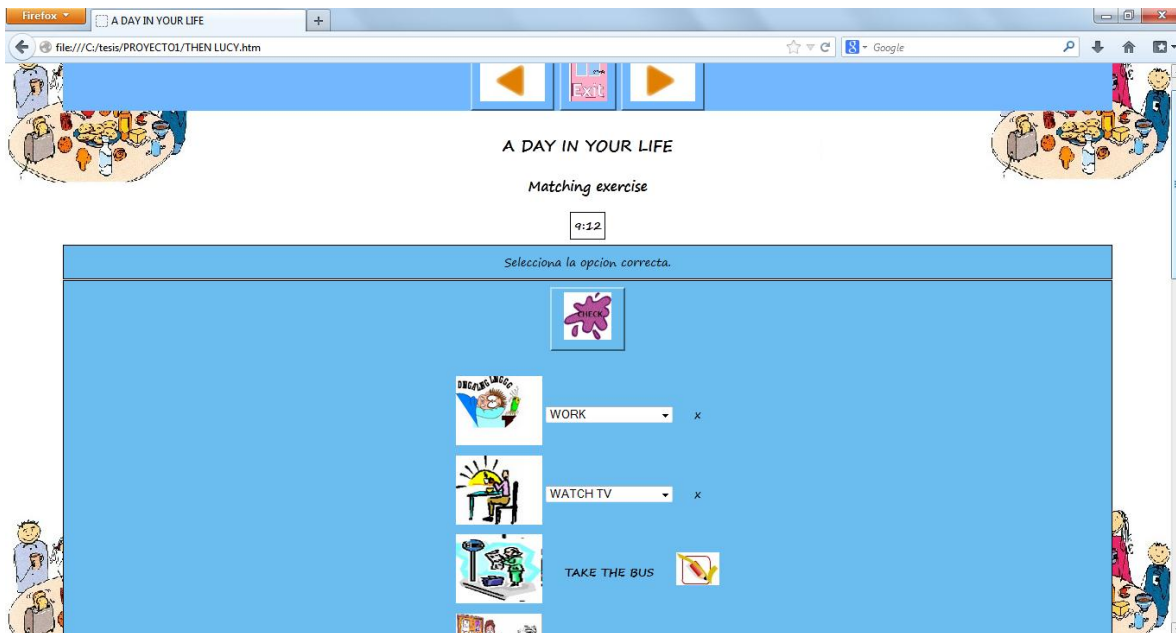 Firefox
A DAY IN YOUR LIFE
+
file:///C:/tesis/PROYECTO1/THEN LUCY.htm
Google
Exit
A DAY IN YOUR LIFE
Matching exercise
9:12
Selecciona la opcion correcta.
CHECK
WORK x
WATCH TV x
TAKE THE BUS